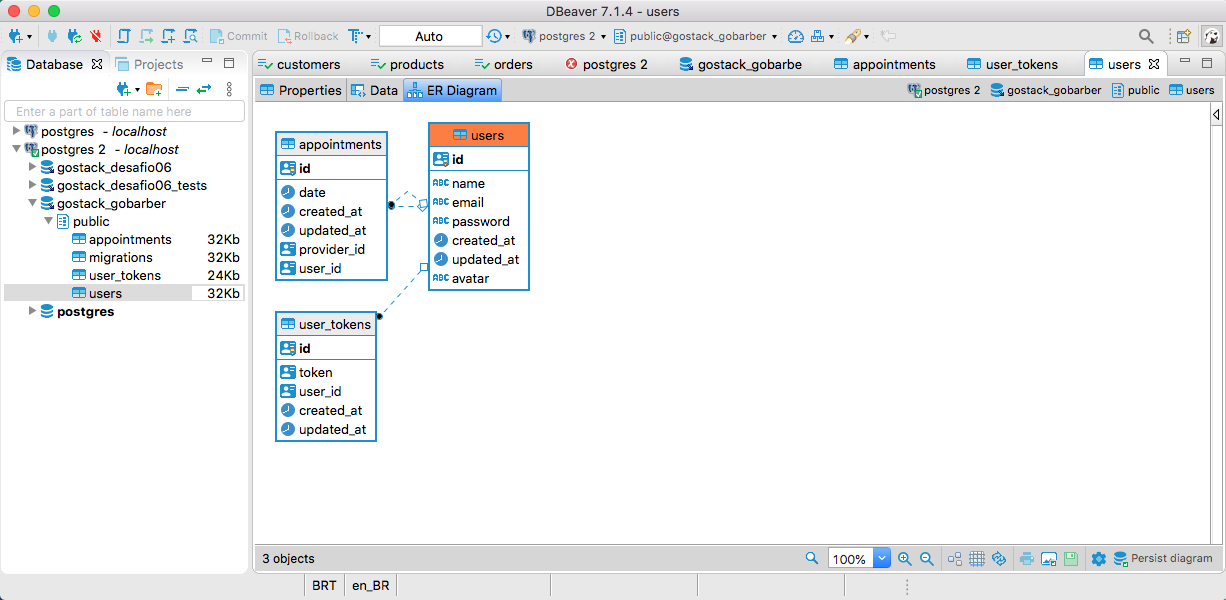 DBeaver 7.1.4 - users
Commit Rollback Auto postgres 2 public@gostack_gobarber
Database Projects
customers products orders postgres 2 gostack_gobarbe appointments user_tokens users
Properties Data ER Diagram postgres 2 gostack_gobarber public users
Enter a part of table name here
postgres - localhost
postgres 2 - localhost
gostack_desafio06
gostack_desafio06_tests
gostack_gobarber
public
appointments 32Kb
migrations 32Kb
user_tokens 24Kb
users 32Kb
postgres
appointments
id
date
created_at
updated_at
provider_id
user_id
users
id
ABC name
ABC email
ABC password
created_at
updated_at
ABC avatar
user_tokens
id
token
user_id
created_at
updated_at
3 objects 100% Persist diagram
BRT en_BR